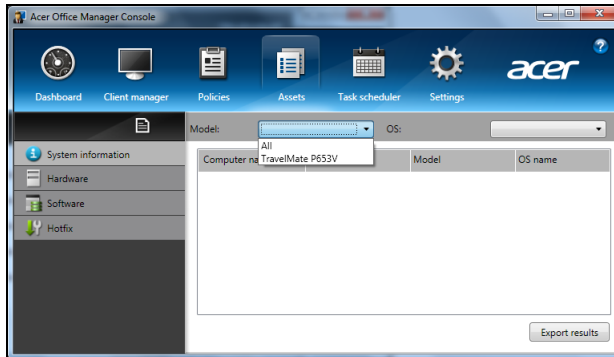 Acer Office Manager Console
acer
Dashboard Client manager Policies Assets Task scheduler Settings
Model: OS:
All
TravelMate P653V
System information
Hardware
Software
Hotfix
Computer na Model OS name
Export results